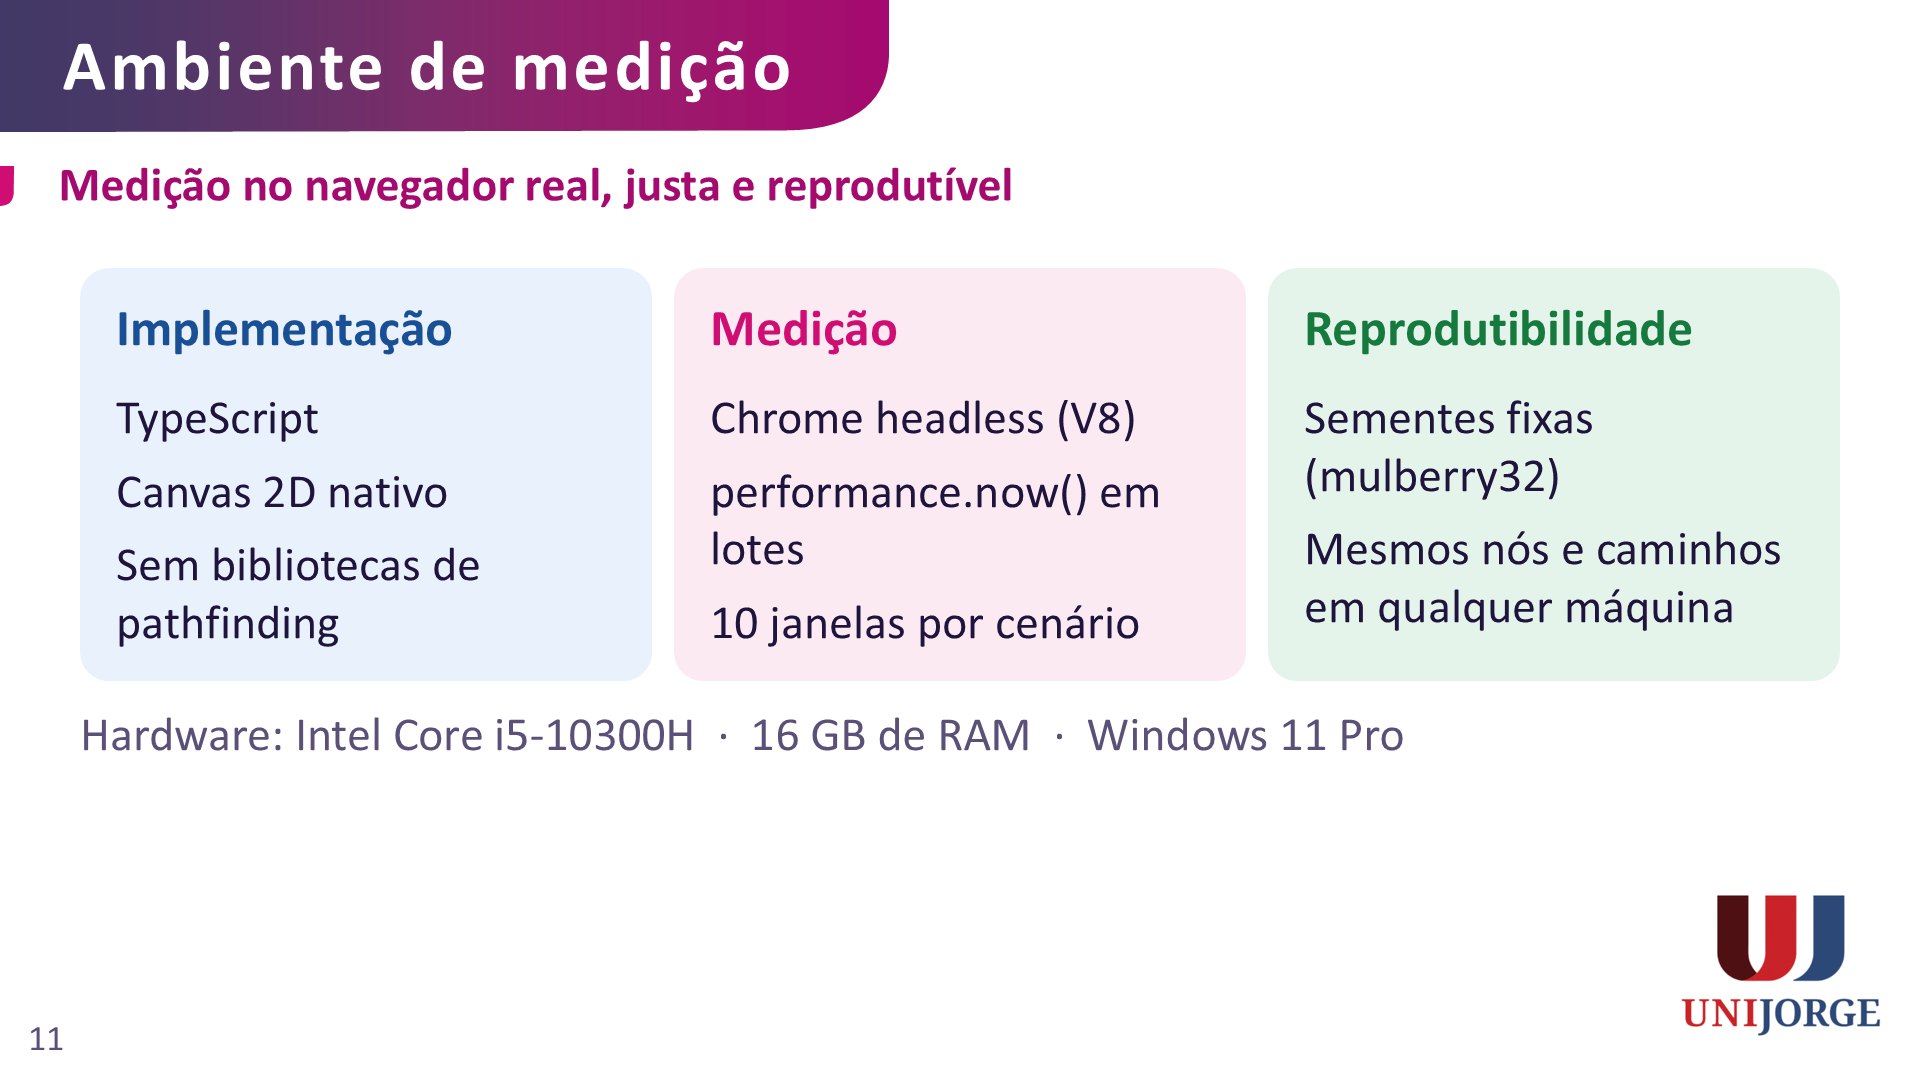 Ambiente de medição
Medição no navegador real, justa e reprodutível
Implementação
TypeScript
Canvas 2D nativo
Sem bibliotecas de
pathfinding
Medição
Chrome headless (V8)
performance.now() em
lotes
10 janelas por cenário
Reprodutibilidade
Sementes fixas
(mulberry32)
Mesmos nós e caminhos
em qualquer máquina
Hardware: Intel Core i5-10300H · 16 GB de RAM · Windows 11 Pro
UNIJORGE
11